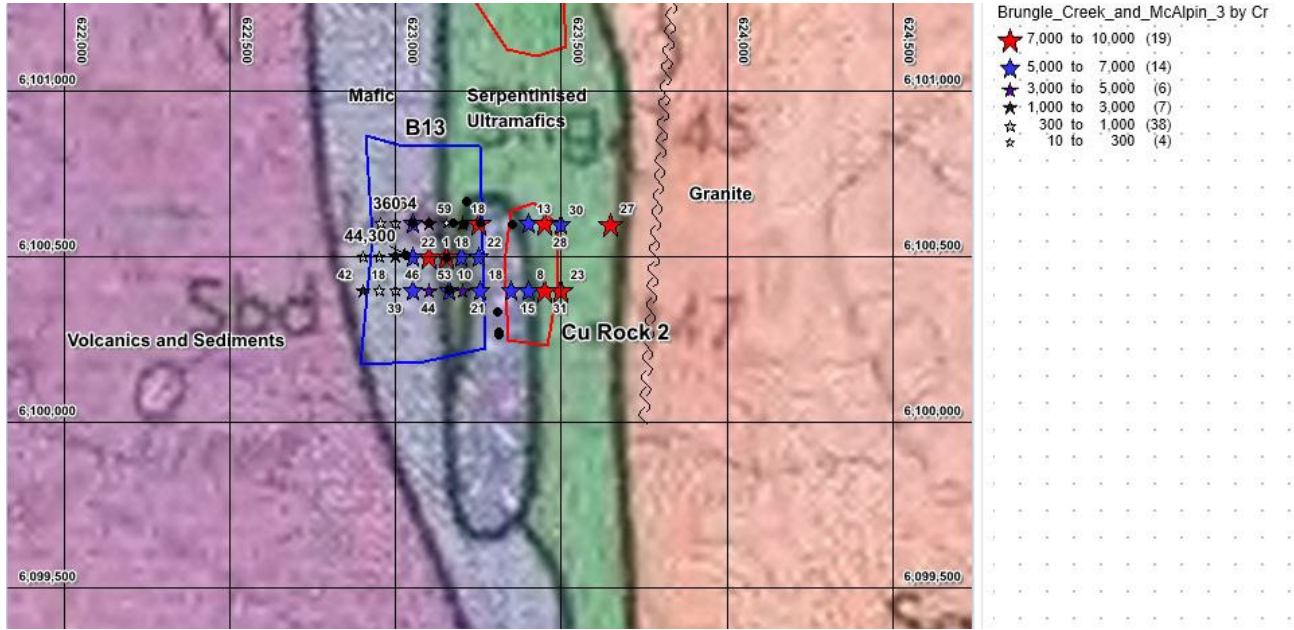 Brungle_Creek_and_McAlpin_3 by Cr
7,000 to 10,000 (19)
5,000 to 7,000 (14)
3,000 to 5,000 (6)
1,000 to 3,000 (7)
300 to 1,000 (38)
10 to 300 (4)
622,000
622,500
623,000
623,500
624,000
624,500
6,101,000
6,101,000
Mafic
Serpentinised
Ultramafics
B13
45
Granite
59
18
13
30
27
44,300
22
1
18
22
28
6,100,500
6,100,500
42
18
46
53
10
18
8
23
39
44
21
15
31
Sbd
47
Cu Rock 2
Volcanics and Sediments
6,100,000
6,100,000
6,099,500
6,099,500